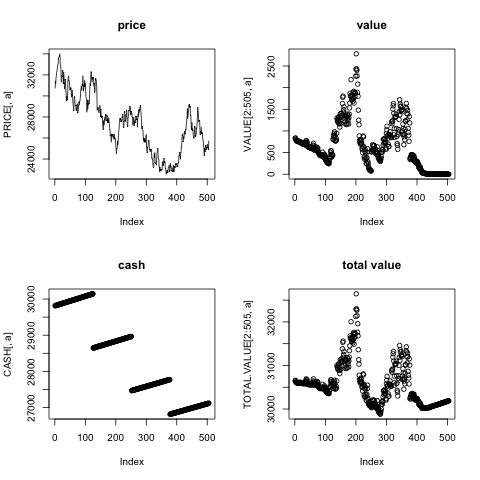 price
PRICE[, a]
24000 28000 32000
0 100 200 300 400 500
Index
value
VALUE[2:505, a]
0 500 1500 2500
0 100 200 300 400 500
Index
cash
CASH[, a]
27000 28000 29000 30000
0 100 200 300 400 500
Index
total value
TOTAL.VALUE[2:505, a]
30000 31000 32000
0 100 200 300 400 500
Index